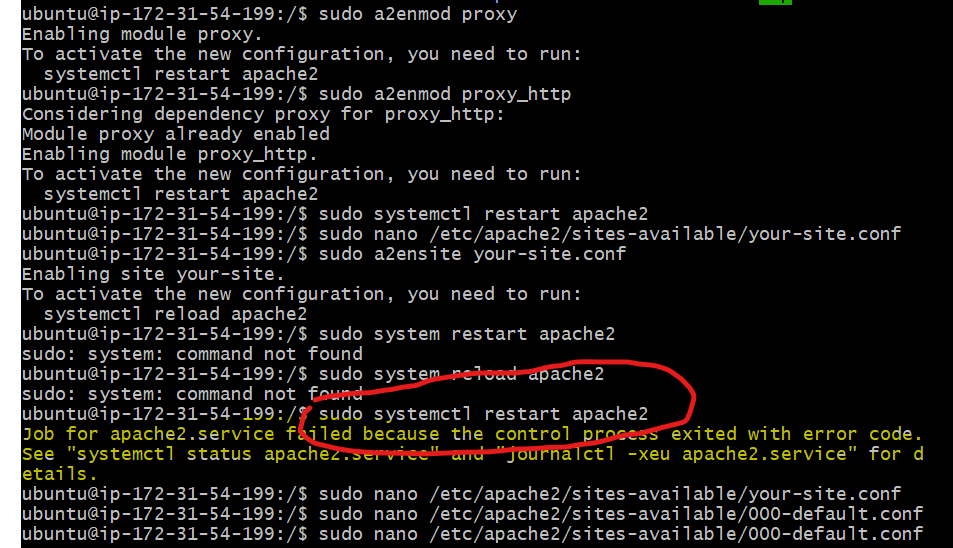 ubuntu@ip-172-31-54-199:/$ sudo a2enmod proxy
Enabling module proxy.
To activate the new configuration, you need to run:
  systemctl restart apache2
ubuntu@ip-172-31-54-199:/$ sudo a2enmod proxy_http
Considering dependency proxy for proxy_http:
Module proxy already enabled
Enabling module proxy_http.
To activate the new configuration, you need to run:
  systemctl restart apache2
ubuntu@ip-172-31-54-199:/$ sudo systemctl restart apache2
ubuntu@ip-172-31-54-199:/$ sudo nano /etc/apache2/sites-available/your-site.conf
ubuntu@ip-172-31-54-199:/$ sudo a2ensite your-site.conf
Enabling site your-site.
To activate the new configuration, you need to run:
  systemctl reload apache2
ubuntu@ip-172-31-54-199:/$ sudo system restart apache2
sudo: system: command not found
ubuntu@ip-172-31-54-199:/$ sudo system reload apache2
sudo: system: command not found
ubuntu@ip-172-31-54-199:/$ sudo systemctl restart apache2
Job for apache2.service failed because the control process exited with error code.
See "systemctl status apache2.service" and "journalctl -xeu apache2.service" for d
etails.
ubuntu@ip-172-31-54-199:/$ sudo nano /etc/apache2/sites-available/your-site.conf
ubuntu@ip-172-31-54-199:/$ sudo nano /etc/apache2/sites-available/000-default.conf
ubuntu@ip-172-31-54-199:/$ sudo nano /etc/apache2/sites-available/000-default.conf